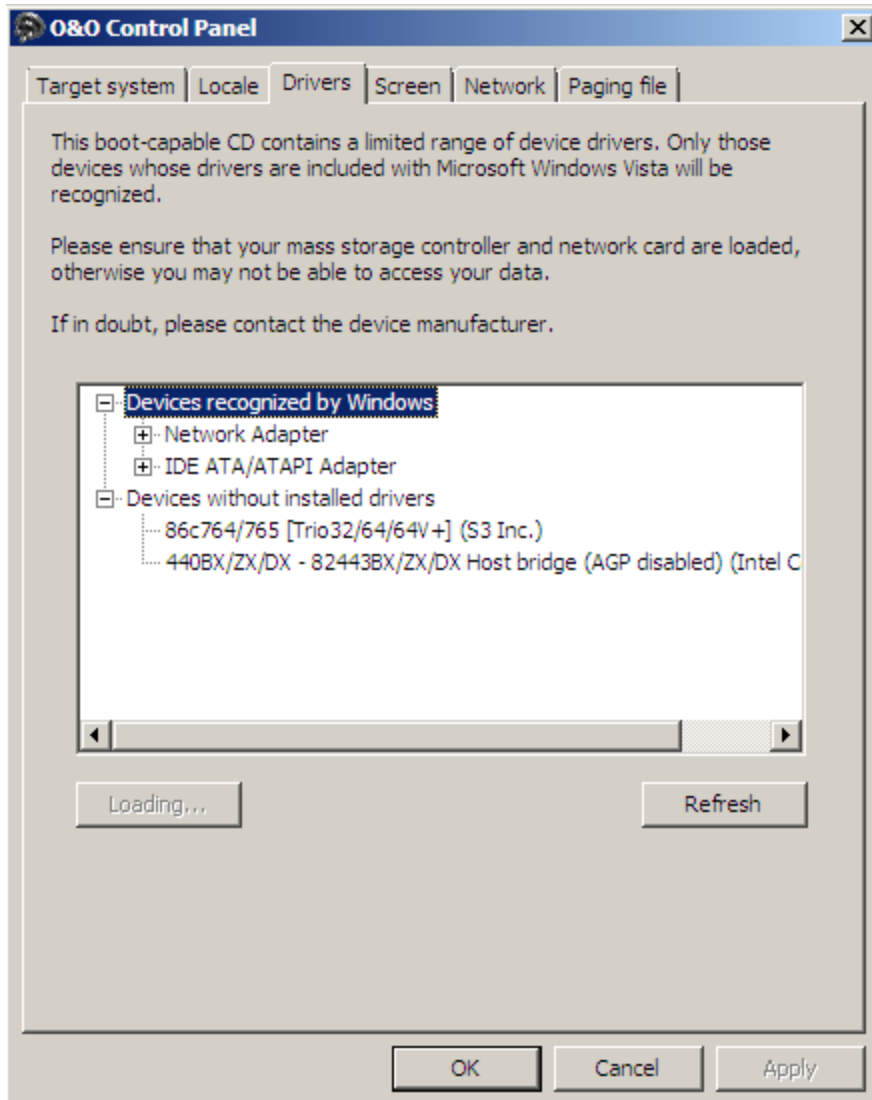 O&O Control Panel
Target system Locale Drivers Screen Network Paging file
This boot-capable CD contains a limited range of device drivers. Only those
devices whose drivers are included with Microsoft Windows Vista will be
recognized.
Please ensure that your mass storage controller and network card are loaded,
otherwise you may not be able to access your data.
If in doubt, please contact the device manufacturer.
Devices recognized by Windows
Network Adapter
IDE ATA/ATAPI Adapter
Devices without installed drivers
86c764/765 [Trio32/64/64V+] (S3 Inc.)
440BX/ZX/DX - 82443BX/ZX/DX Host bridge (AGP disabled) (Intel C
Loading... Refresh
OK Cancel Apply